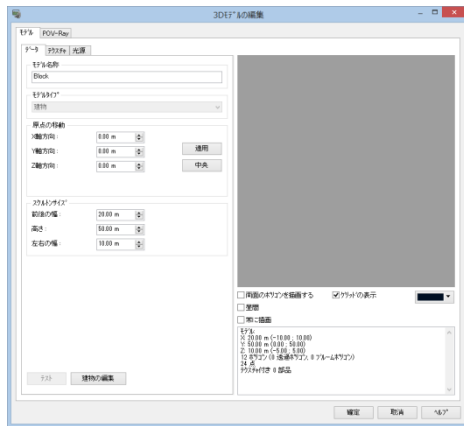 3Dﾓﾃﾞﾙの編集
ﾓﾃﾞﾙ POV-Ray
ﾃﾞｰﾀ ﾃｸｽﾁｬ 光源
ﾓﾃﾞﾙ名称
Block
ﾓﾃﾞﾙﾀｲﾌﾟ
建物
原点の移動
X軸方向: 0.00 m
Y軸方向: 0.00 m 適用
Z軸方向: 0.00 m 中央
ｽｹﾙﾄﾝｻｲｽﾞ
前後の幅: 20.00 m
高さ: 50.00 m
左右の幅: 10.00 m
両面のﾎﾟﾘｺﾞﾝを描画する ｸﾞﾘｯﾄﾞの表示
昼間
常に描画
ﾓﾃﾞﾙ:
X: 20.00 m (-10.00 ; 10.00)
Y: 50.00 m (0.00 ; 50.00)
Z: 10.00 m (-5.00 ; 5.00)
12 ﾎﾟﾘｺﾞﾝ (0 透過ﾎﾟﾘｺﾞﾝ, 0 ﾌﾞﾙｰﾑﾎﾟﾘｺﾞﾝ)
24 点
ﾃｸｽﾁｬ付き 0 部品
ﾃｽﾄ 建物の編集
確定 取消 ﾍﾙﾌﾟ